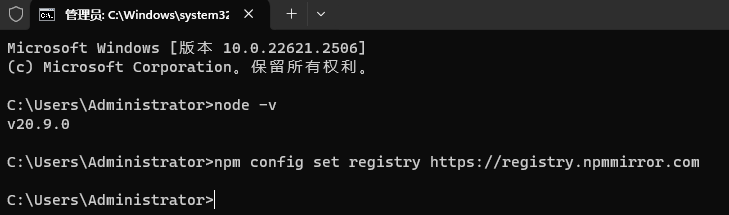 管理员: C:\Windows\system32
Microsoft Windows [版本 10.0.22621.2506]
(c) Microsoft Corporation。保留所有权利。
C:\Users\Administrator>node -v
v20.9.0
C:\Users\Administrator>npm config set registry https://registry.npmmirror.com
C:\Users\Administrator>